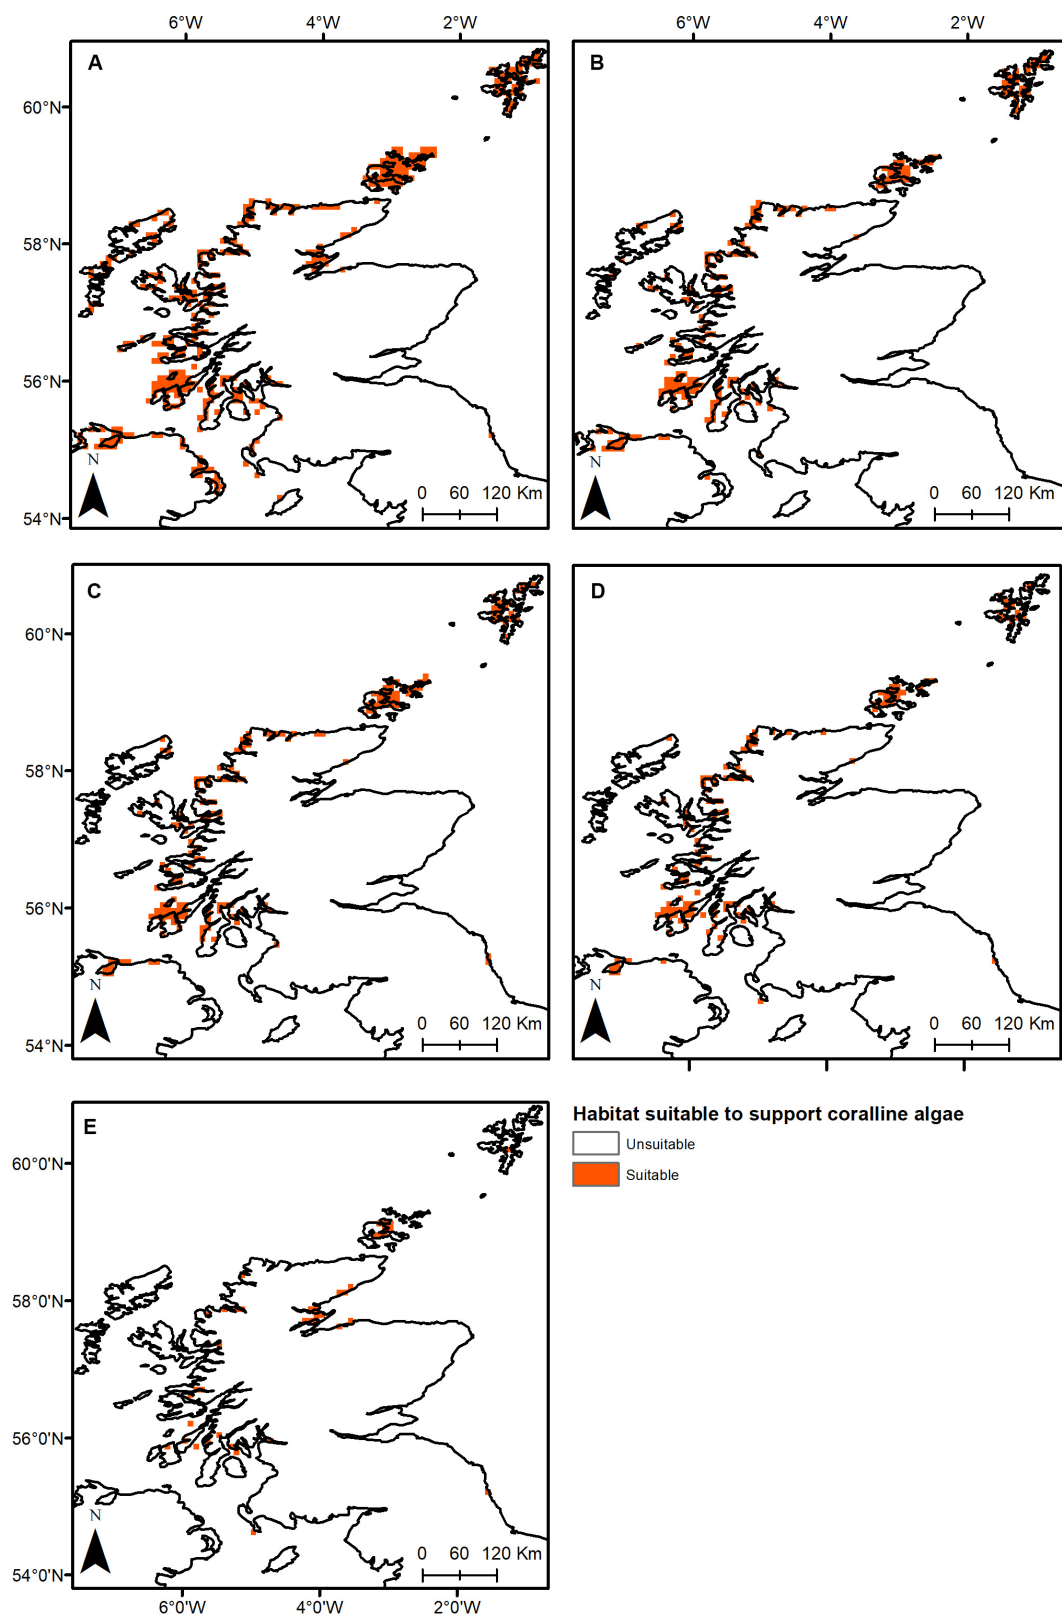 6°W 4°W 2°W 6°W 4°W 2°W
A B
60°N
58°N
56°N
N N
0 60 120 Km 0 60 120 Km
54°N
C D
60°N
58°N
56°N
N N
0 60 120 Km 0 60 120 Km
54°N
E Habitat suitable to support coralline algae
Unsuitable
60°0'N Suitable
58°0'N
56°0'N
N
0 60 120 Km
54°0'N
6°0'W 4°0'W 2°0'W